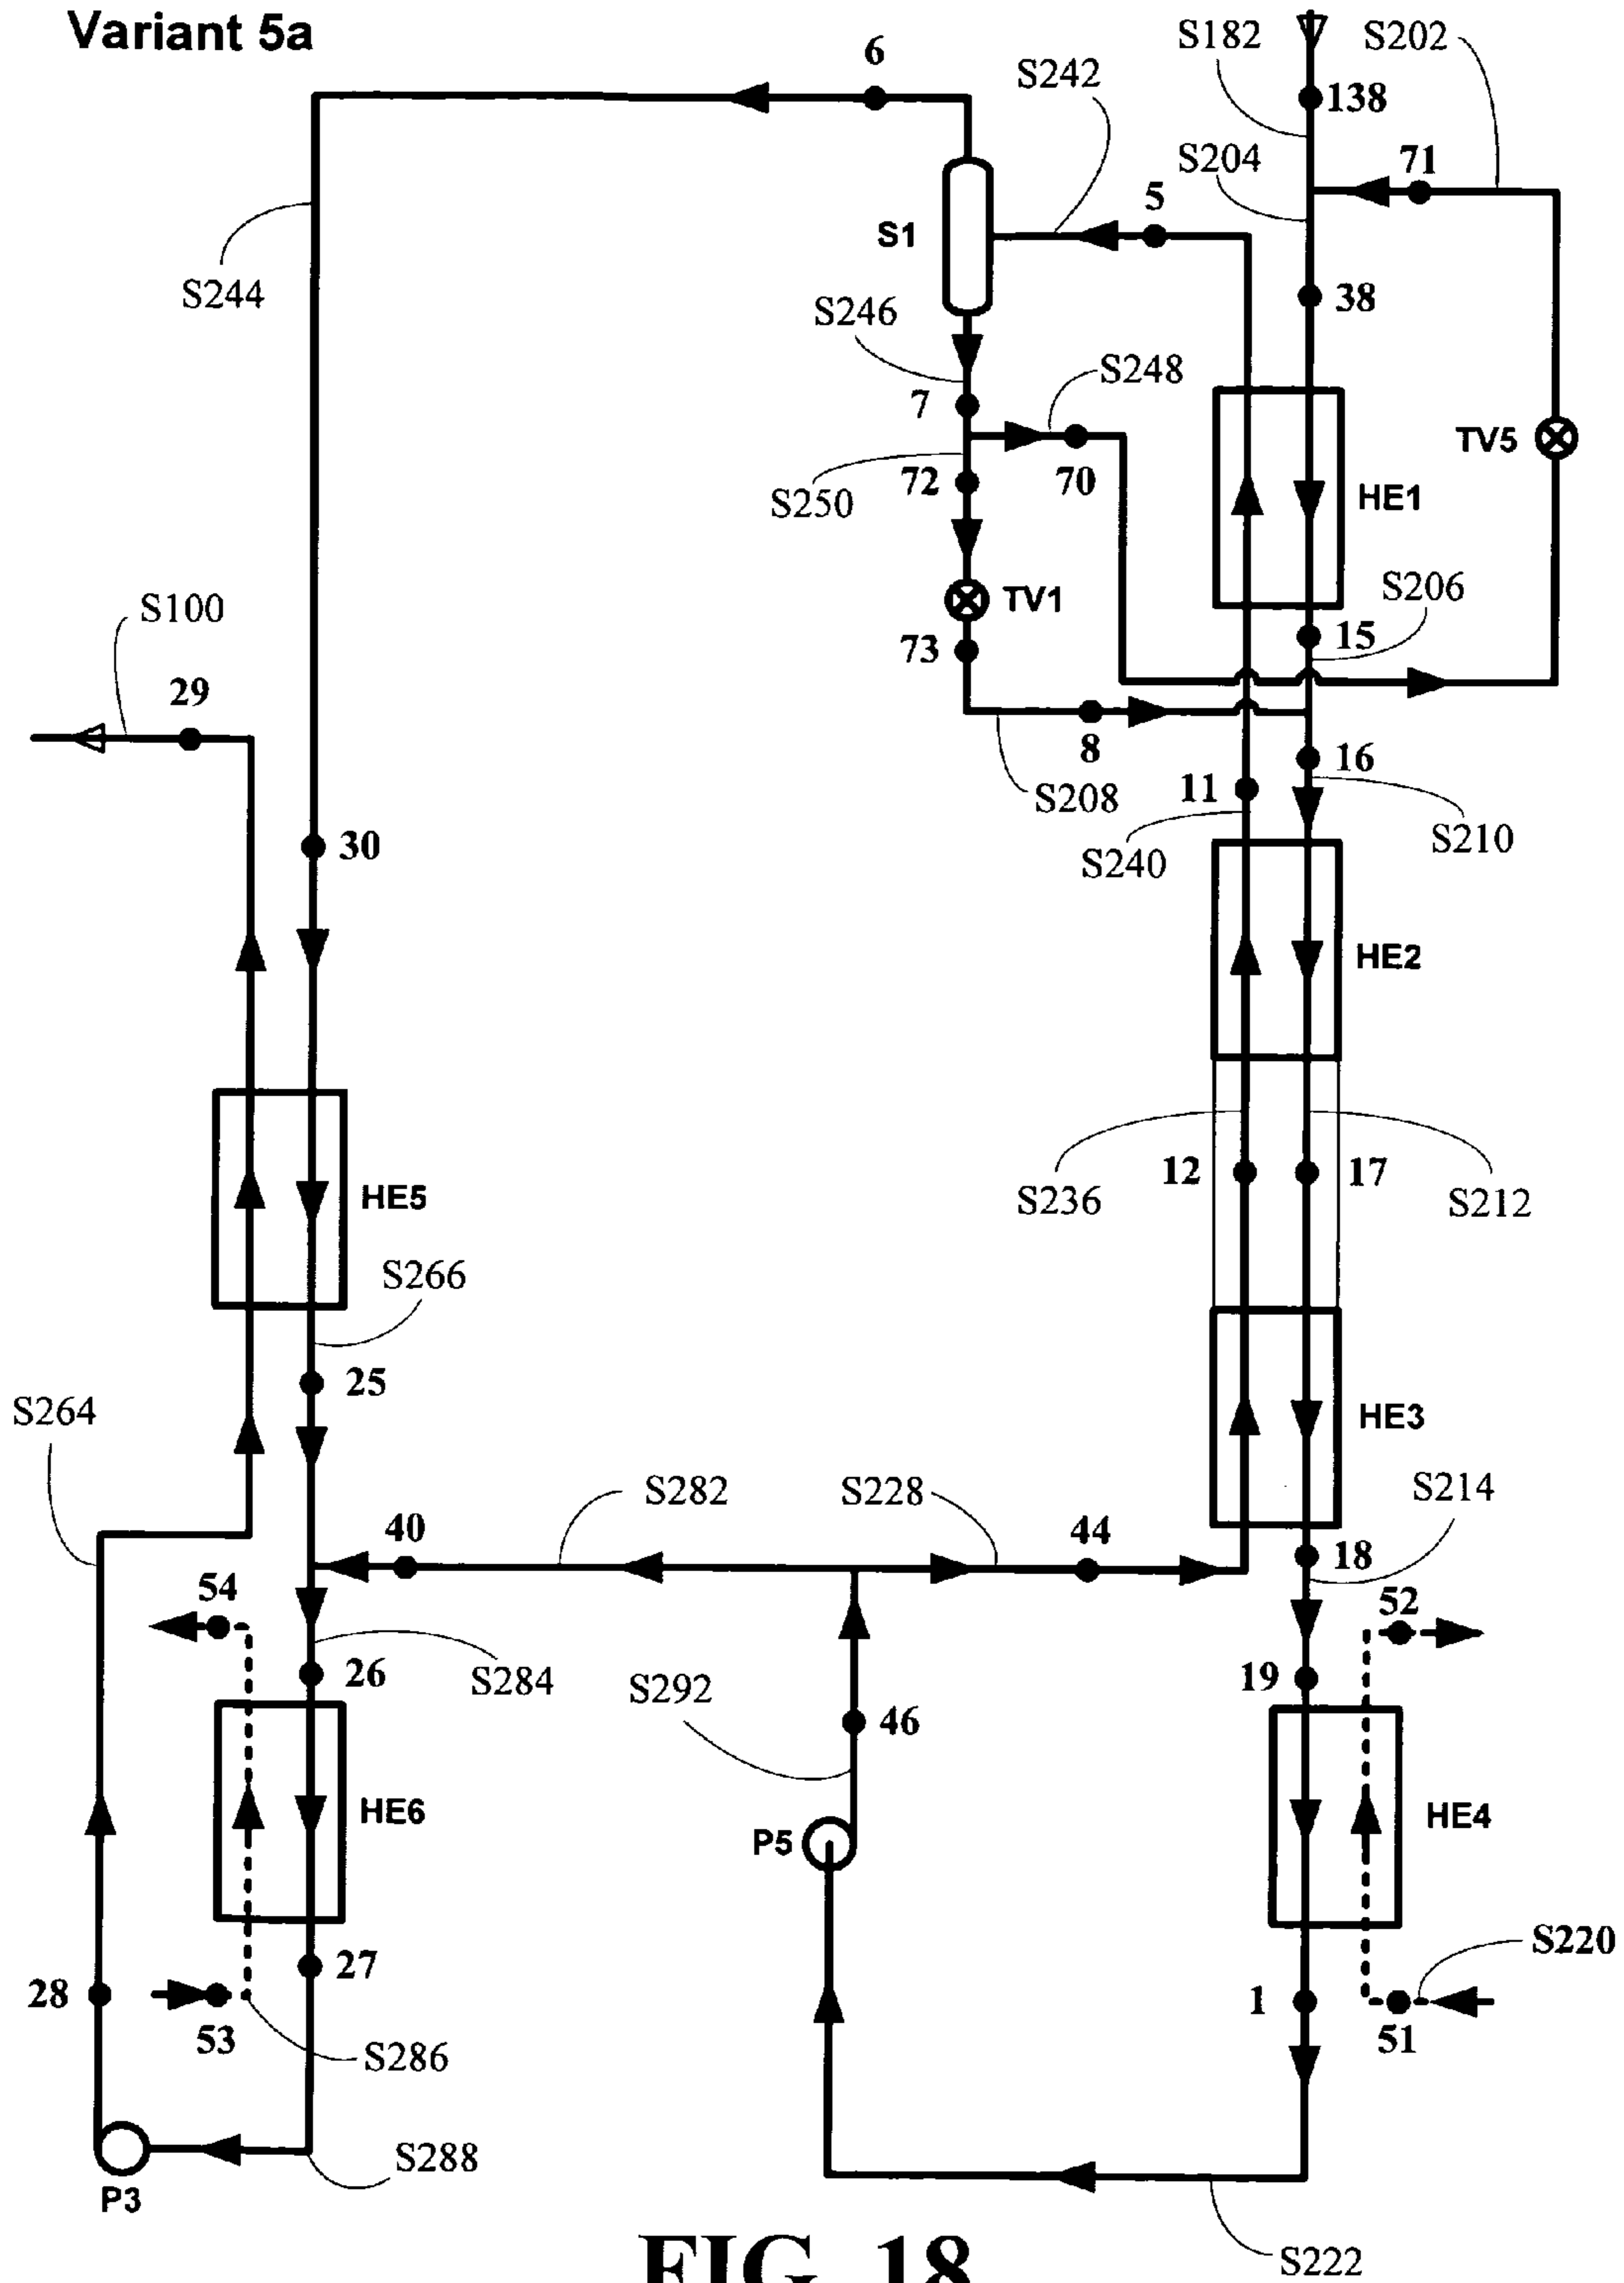 Variant 5a
6
S242
S182
S202
138
S204
71
5
S1
S244
38
S246
S248
7
TV5
72
70
S250
HE1
TV1
S206
S100
15
73
29
8
16
11
S208
S240
S210
30
HE2
12
17
S236
S212
HE5
S266
25
S264
HE3
S282
S228
S214
40
44
18
54
52
26
S284
19
S292
46
HE6
P5
HE4
27
28
S220
1
53
51
S286
S288
P3
S222
FIG. 18